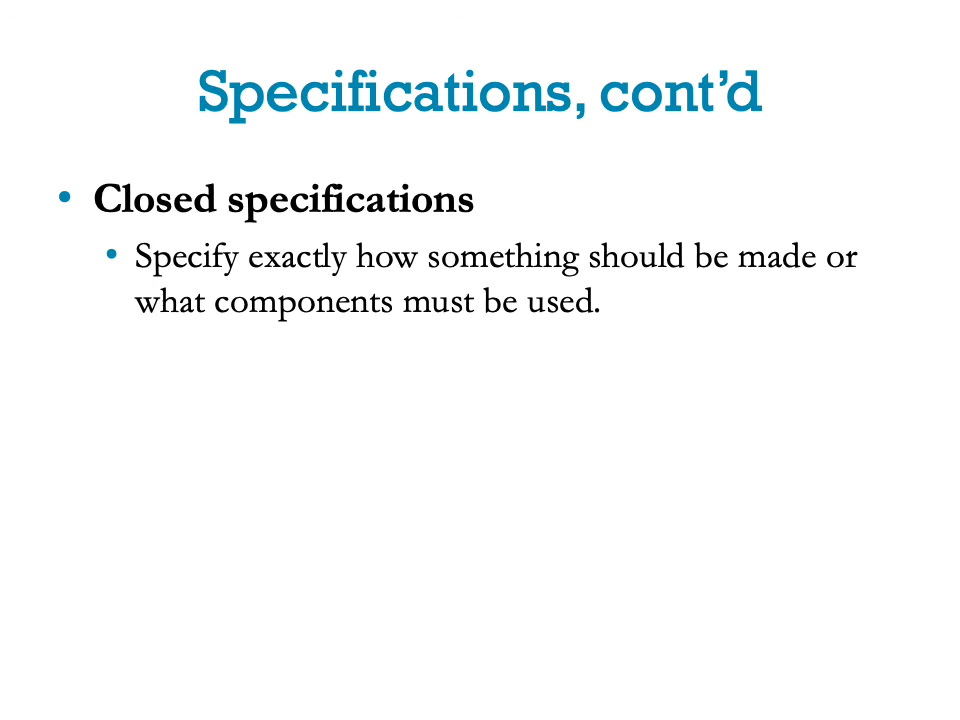 Specifications, cont’d
• Closed specifications
• Specify exactly how something should be made or
what components must be used.